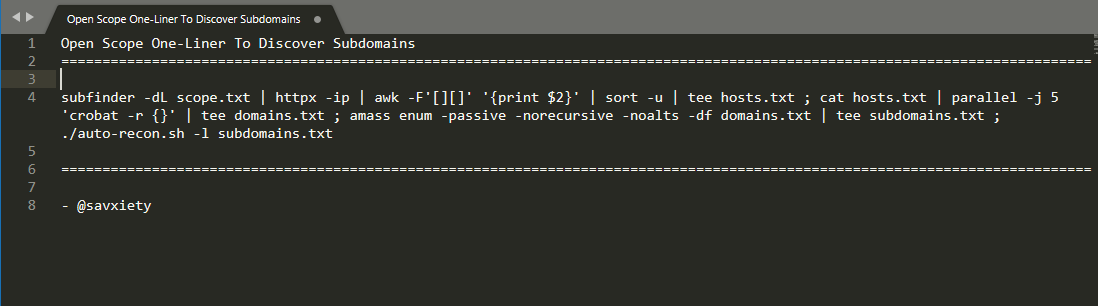 Open Scope One-Liner To Discover Subdomains
1 Open Scope One-Liner To Discover Subdomains
2 ==============================================================================================================================
3
4 subfinder -dL scope.txt | httpx -ip | awk -F'[][]' '{print $2}' | sort -u | tee hosts.txt ; cat hosts.txt | parallel -j 5
'crobat -r {}' | tee domains.txt ; amass enum -passive -norecursive -noalts -df domains.txt | tee subdomains.txt ;
./auto-recon.sh -l subdomains.txt
5
6 ==============================================================================================================================
7
8 - @savxiety